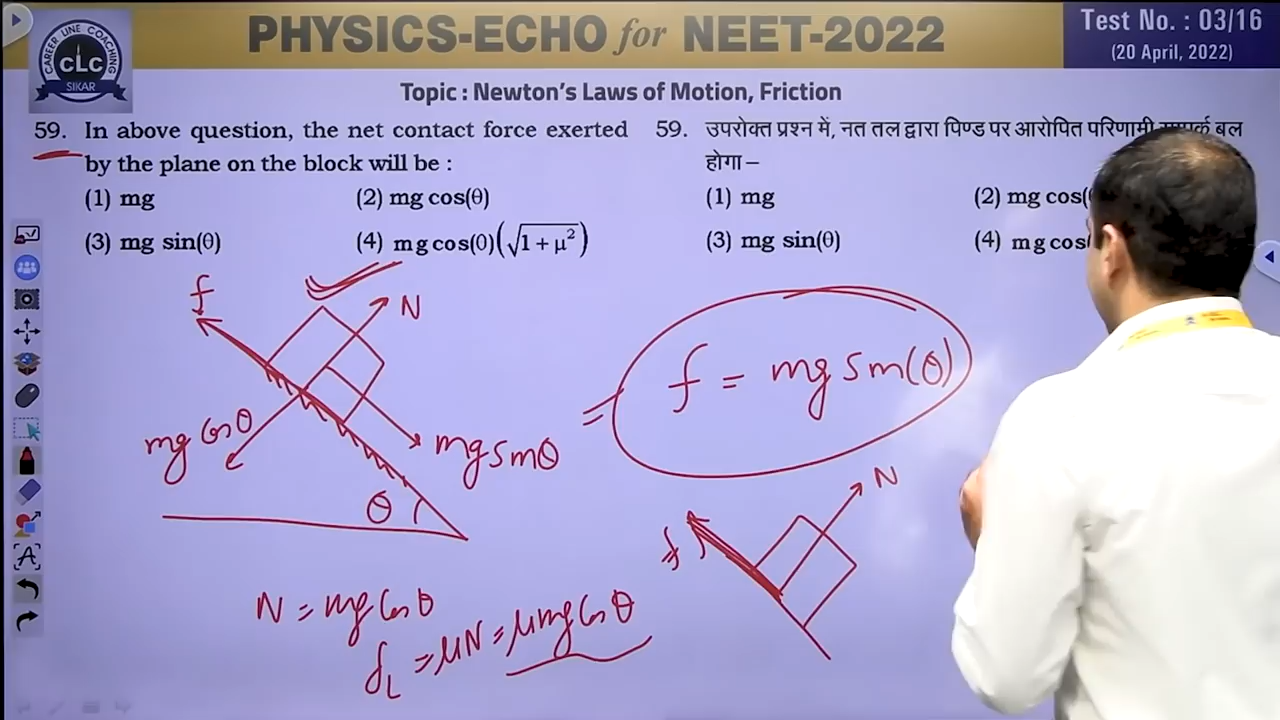 PHYSICS-ECHO for NEET-2022
Test No. : 03/16
(20 April, 2022)
CAREER LINE COACHING
CLC
SIKAR
Topic : Newton's Laws of Motion, Friction
59. In above question, the net contact force exerted
by the plane on the block will be :
(1) mg (2) mg cos(θ)
(3) mg sin(θ) (4) mg cos(θ)(√1 + μ²)
59. उपरोक्त प्रश्न में, नत तल द्वारा पिण्ड पर आरोपित परिणामी सम्पर्क बल
होगा –
(1) mg (2) mg cos(
(3) mg sin(θ) (4) mg cos
f
N
mg cosθ
mg sinθ
θ
⇒ f = mg sin(θ)
N
f
N = mg cosθ
f_L = μN = μmg cosθ